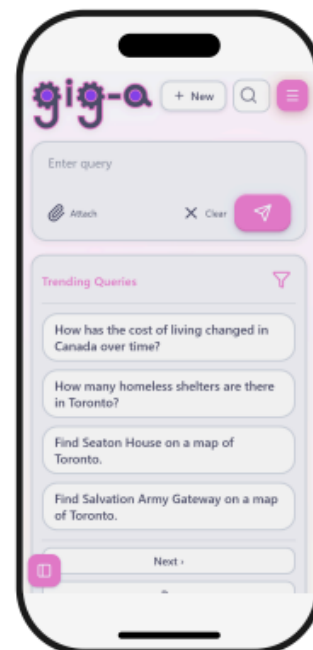 gig-a
+ New
Enter query
Attach
Clear
Trending Queries
How has the cost of living changed in
Canada over time?
How many homeless shelters are there
in Toronto?
Find Seaton House on a map of
Toronto.
Find Salvation Army Gateway on a map
of Toronto.
Next ›